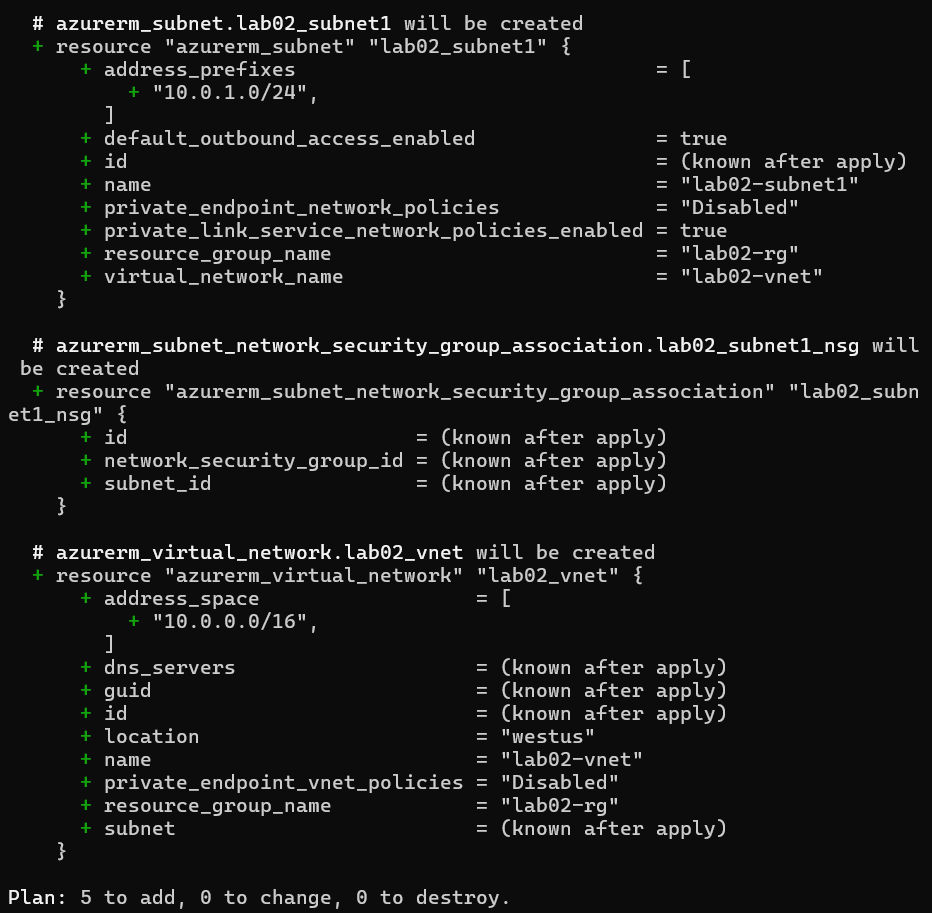 # azurerm_subnet.lab02_subnet1 will be created
+ resource "azurerm_subnet" "lab02_subnet1" {
+ address_prefixes = [
+ "10.0.1.0/24",
]
+ default_outbound_access_enabled = true
+ id = (known after apply)
+ name = "lab02-subnet1"
+ private_endpoint_network_policies = "Disabled"
+ private_link_service_network_policies_enabled = true
+ resource_group_name = "lab02-rg"
+ virtual_network_name = "lab02-vnet"
}
# azurerm_subnet_network_security_group_association.lab02_subnet1_nsg will
be created
+ resource "azurerm_subnet_network_security_group_association" "lab02_subn
et1_nsg" {
+ id = (known after apply)
+ network_security_group_id = (known after apply)
+ subnet_id = (known after apply)
}
# azurerm_virtual_network.lab02_vnet will be created
+ resource "azurerm_virtual_network" "lab02_vnet" {
+ address_space = [
+ "10.0.0.0/16",
]
+ dns_servers = (known after apply)
+ guid = (known after apply)
+ id = (known after apply)
+ location = "westus"
+ name = "lab02-vnet"
+ private_endpoint_vnet_policies = "Disabled"
+ resource_group_name = "lab02-rg"
+ subnet = (known after apply)
}
Plan: 5 to add, 0 to change, 0 to destroy.